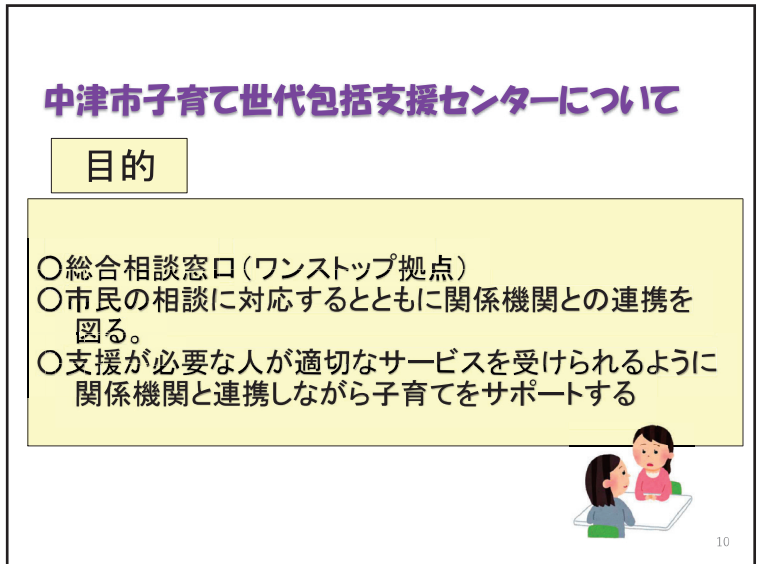 中津市子育て世代包括支援センターについて
目的
○総合相談窓口(ワンストップ拠点)
○市民の相談に対応するとともに関係機関との連携を
図る。
○支援が必要な人が適切なサービスを受けられるように
関係機関と連携しながら子育てをサポートする
10